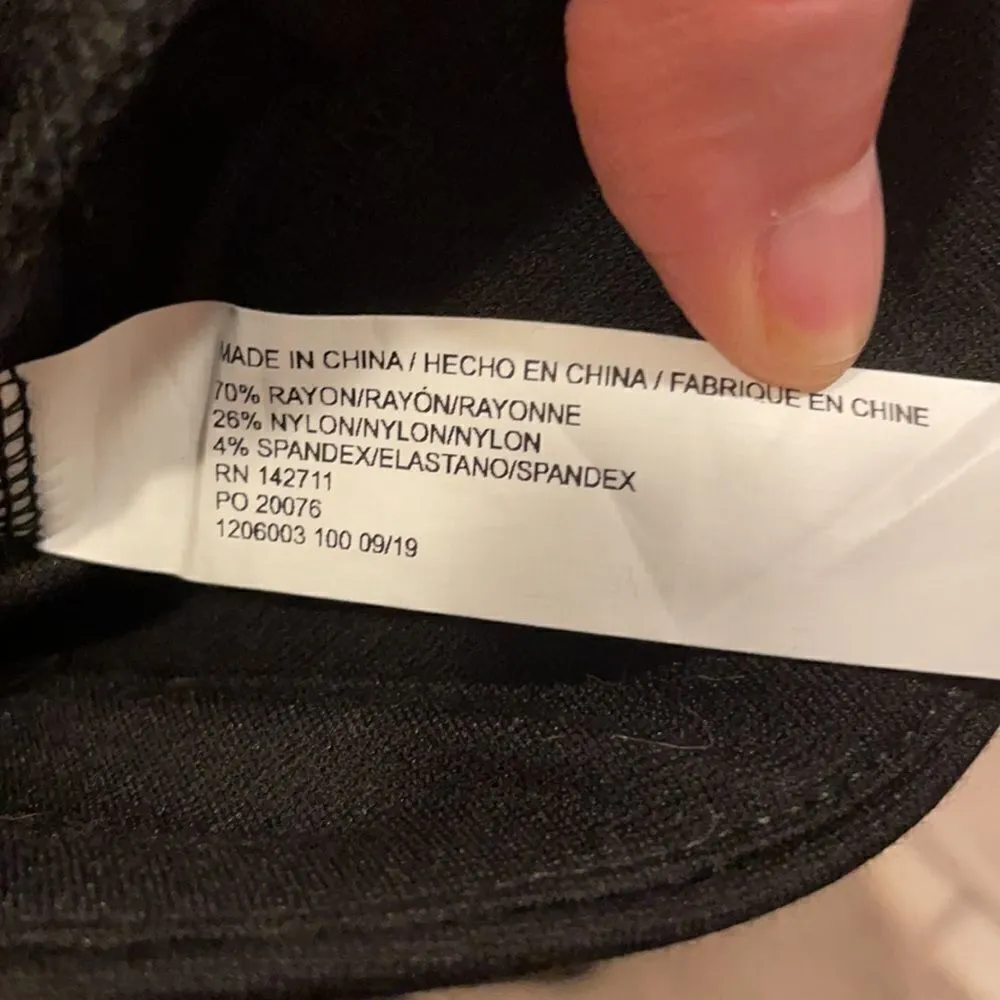 MADE IN CHINA / HECHO EN CHINA / FABRIQUE EN CHINE
70% RAYON/RAYÓN/RAYONNE
26% NYLON/NYLON/NYLON
4% SPANDEX/ELASTANO/SPANDEX
RN 142711
PO 20076
1206003 100 09/19